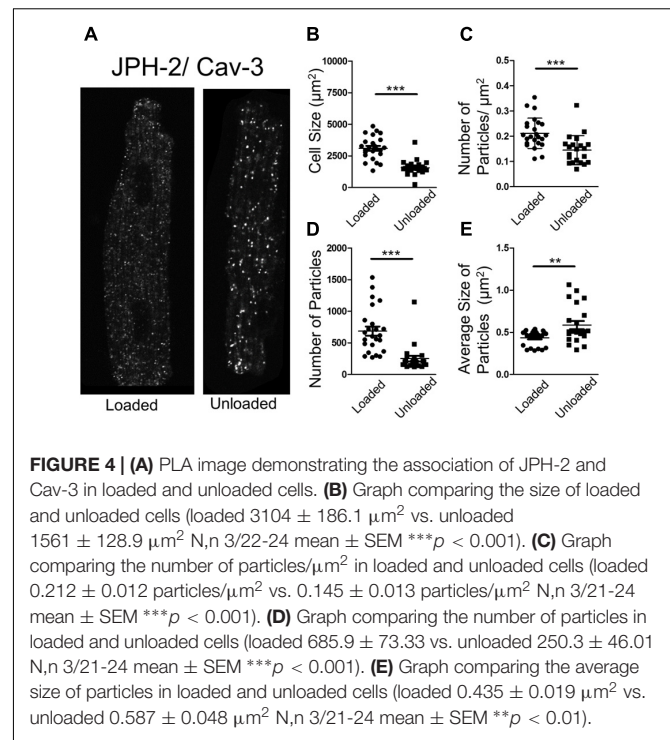 A
JPH-2/ Cav-3
Loaded
Unloaded
B
Cell Size (μm²)
10000
7500
5000
2500
0
***
Loaded
Unloaded
C
Number of
Particles/ μm²
0.5
0.4
0.3
0.2
0.1
0.0
***
Loaded
Unloaded
D
Number of Particles
2000
1500
1000
500
0
***
Loaded
Unloaded
E
Average Size of
Particles (μm²)
1.5
1.0
0.5
0.0
**
Loaded
Unloaded
FIGURE 4 | (A) PLA image demonstrating the association of JPH-2 and
Cav-3 in loaded and unloaded cells. (B) Graph comparing the size of loaded
and unloaded cells (loaded 3104 ± 186.1 μm² vs. unloaded
1561 ± 128.9 μm² N,n 3/22-24 mean ± SEM ***p < 0.001). (C) Graph
comparing the number of particles/μm² in loaded and unloaded cells (loaded
0.212 ± 0.012 particles/μm² vs. 0.145 ± 0.013 particles/μm² N,n 3/21-24
mean ± SEM ***p < 0.001). (D) Graph comparing the number of particles in
loaded and unloaded cells (loaded 685.9 ± 73.33 vs. unloaded 250.3 ± 46.01
N,n 3/21-24 mean ± SEM ***p < 0.001). (E) Graph comparing the average
size of particles in loaded and unloaded cells (loaded 0.435 ± 0.019 μm² vs.
unloaded 0.587 ± 0.048 μm² N,n 3/21-24 mean ± SEM **p < 0.01).